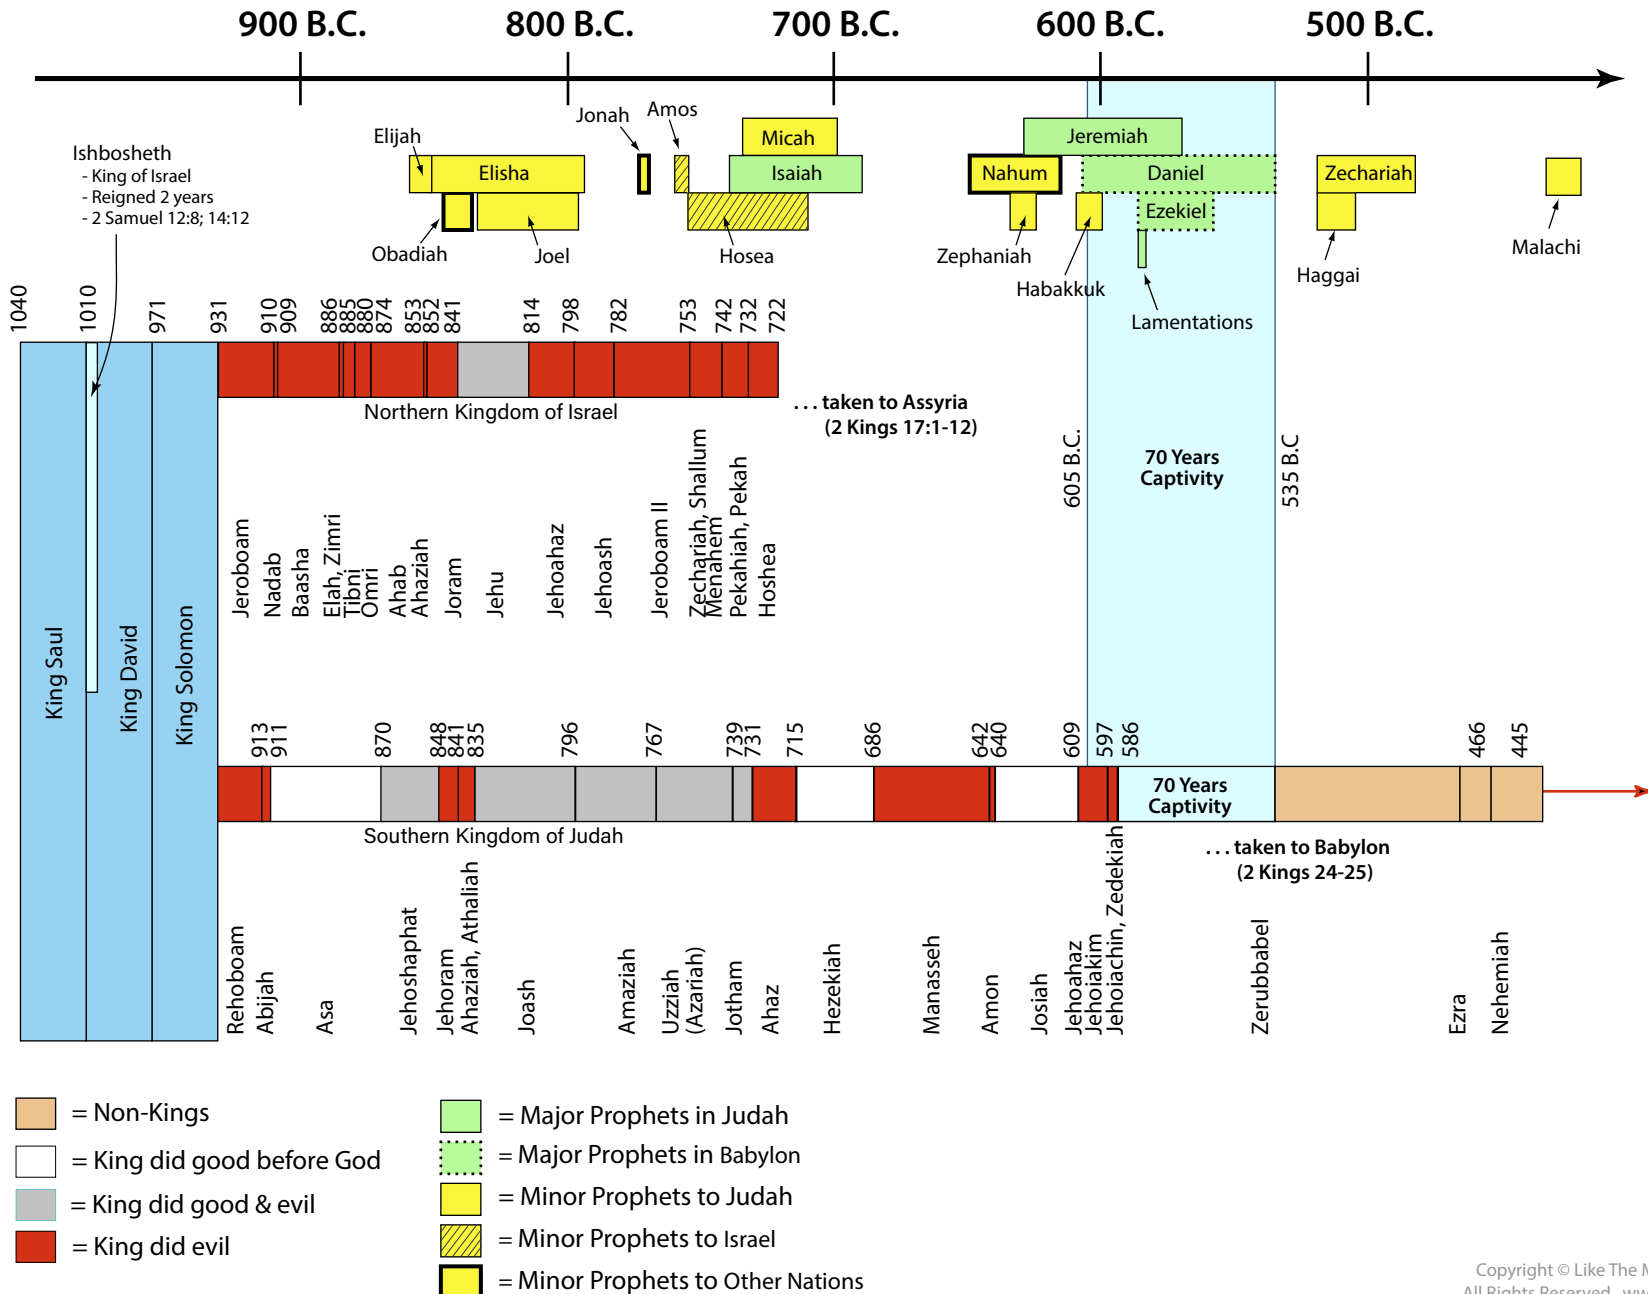 900 B.C. 800 B.C. 700 B.C. 600 B.C. 500 B.C.
Ishbosheth
- King of Israel
- Reigned 2 years
- 2 Samuel 12:8; 14:12
Elijah
Elisha
Obadiah
Joel
Jonah
Amos
Micah
Isaiah
Hosea
Jeremiah
Nahum
Daniel
Ezekiel
Zephaniah
Habakkuk
Lamentations
Zechariah
Haggai
Malachi
1040 1010 971 931 910 909 886 885 880 874 853 852 841 814 798 782 753 742 732 722
Northern Kingdom of Israel
. . . taken to Assyria
(2 Kings 17:1-12)
605 B.C.
70 Years
Captivity
535 B.C
Jeroboam
Nadab
Baasha
Elah, Zimri
Tibni
Omri
Ahab
Ahaziah
Joram
Jehu
Jehoahaz
Jehoash
Jeroboam II
Zechariah, Shallum
Menahem
Pekahiah, Pekah
Hoshea
King Saul
King David
King Solomon
913 911 870 848 841 835 796 767 739 731 715 686 642 640 609 597 586 466 445
70 Years
Captivity
Southern Kingdom of Judah
. . . taken to Babylon
(2 Kings 24-25)
Rehoboam
Abijah
Asa
Jehoshaphat
Jehoram
Ahaziah, Athaliah
Joash
Amaziah
Uzziah
(Azariah)
Jotham
Ahaz
Hezekiah
Manasseh
Amon
Josiah
Jehoahaz
Jehoiakim
Jehoiachin, Zedekiah
Zerubbabel
Ezra
Nehemiah
= Non-Kings
= King did good before God
= King did good & evil
= King did evil
= Major Prophets in Judah
= Major Prophets in Babylon
= Minor Prophets to Judah
= Minor Prophets to Israel
= Minor Prophets to Other Nations
Copyright © Like The M
All Rights Reserved